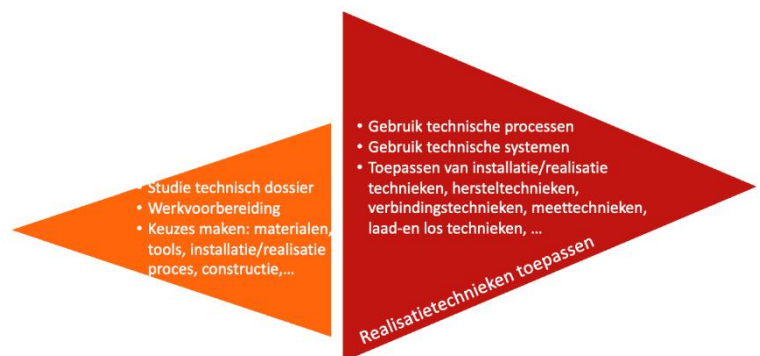 • Studie technisch dossier
• Werkvoorbereiding
• Keuzes maken: materialen,
tools, installatie/realisatie
proces, constructie,...
• Gebruik technische processen
• Gebruik technische systemen
• Toepassen van installatie/realisatie
technieken, hersteltechnieken,
verbindingstechnieken, meettechnieken,
laad-en los technieken, ...
Realisatietechnieken toepassen